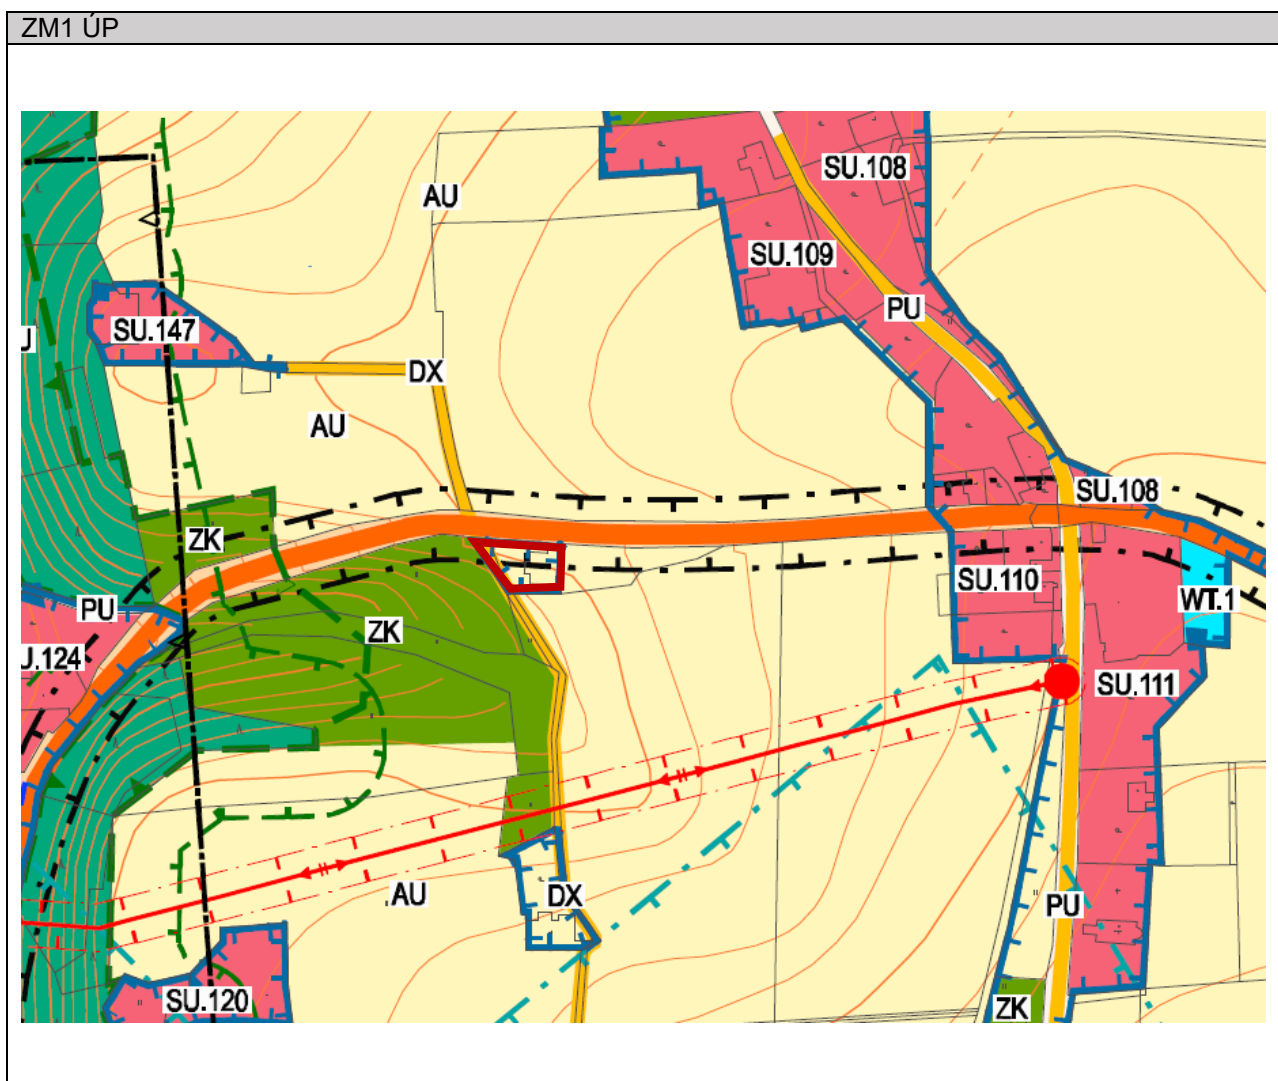 ZM1 ÚP
SU.108
AU
SU.109
PU
SU.147
DX
AU
SU.108
ZK
SU.110
WT.1
PU
ZK
J.124
SU.111
AU
DX
PU
SU.120
ZK